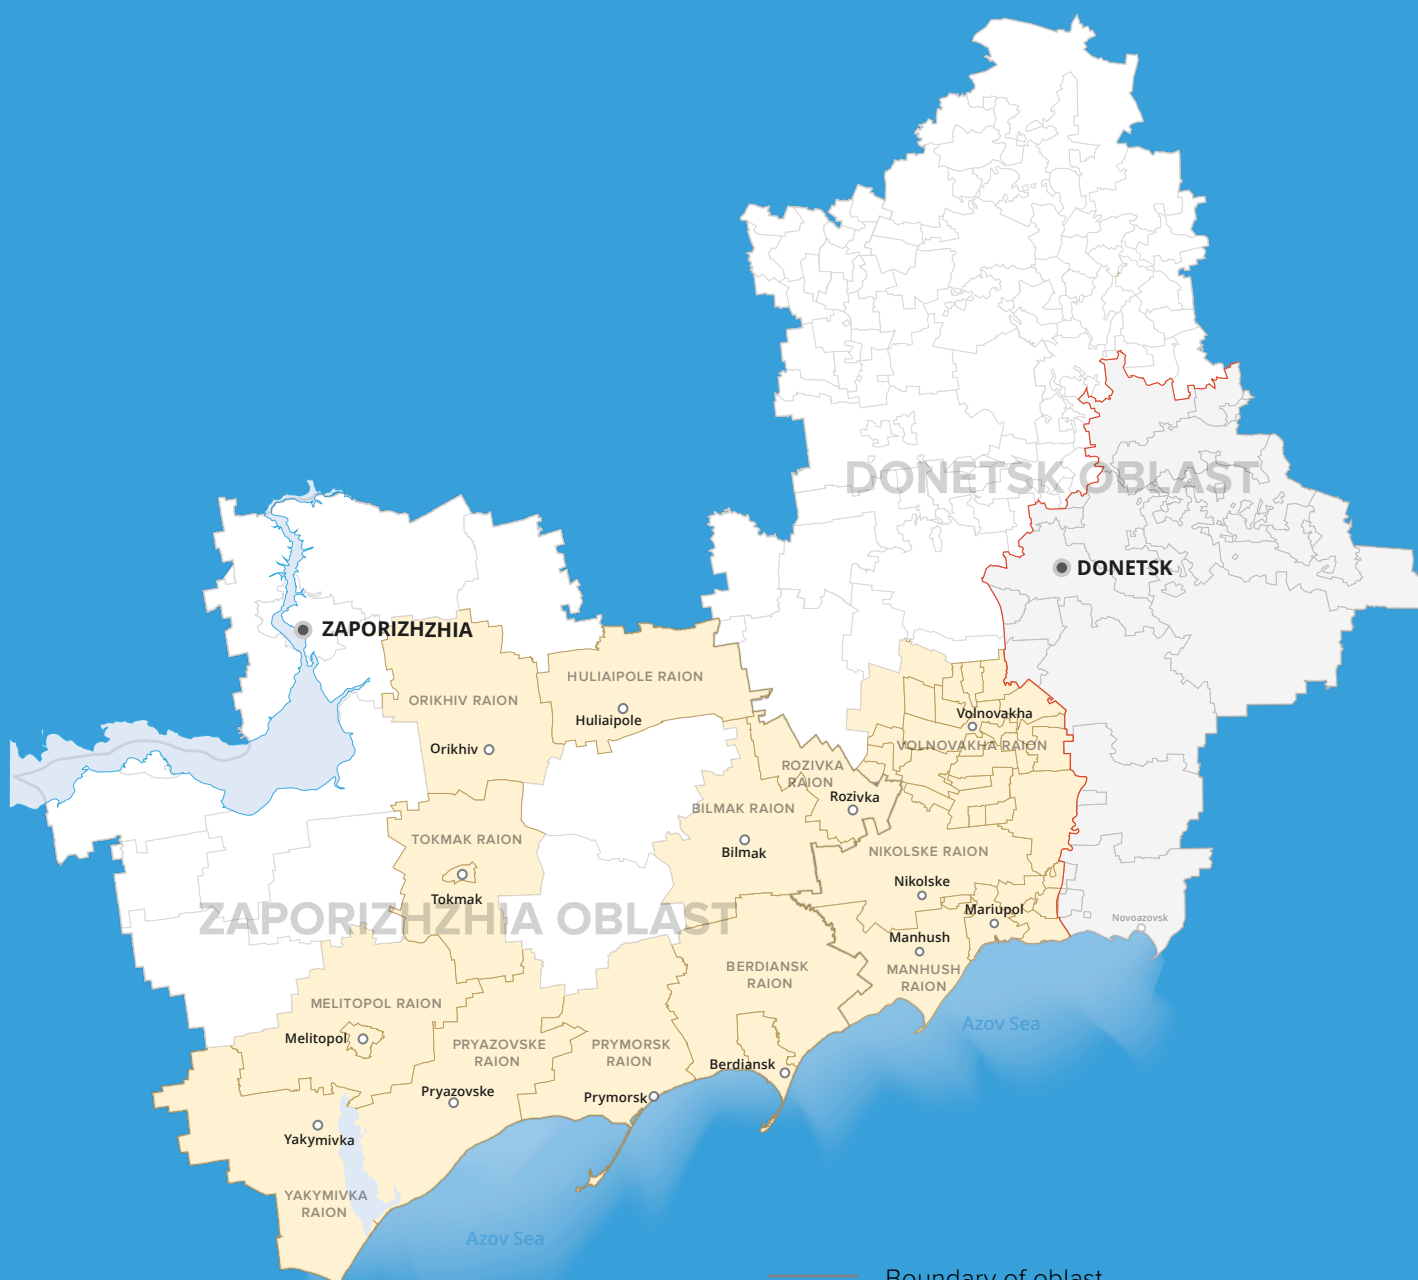 DONETSK OBLAST
DONETSK
ZAPORIZHZHIA
HULIAIPOLE RAION
Huliaipole
ORIKHIV RAION
Orikhiv
Volnovakha
VOLNOVAKHA RAION
ROZIVKA
RAION
Rozivka
BILMAK RAION
Bilmak
TOKMAK RAION
Tokmak
NIKOLSKE RAION
Nikolske
Mariupol
Novoazovsk
ZAPORIZHZHIA OBLAST
Manhush
MANHUSH
RAION
BERDIANSK
RAION
MELITOPOL RAION
Melitopol
Azov Sea
PRYAZOVSKE
RAION
PRYMORSK
RAION
Berdiansk
Pryazovske
Prymorsk
Yakymivka
YAKYMIVKA
RAION
Azov Sea
Boundary of oblast